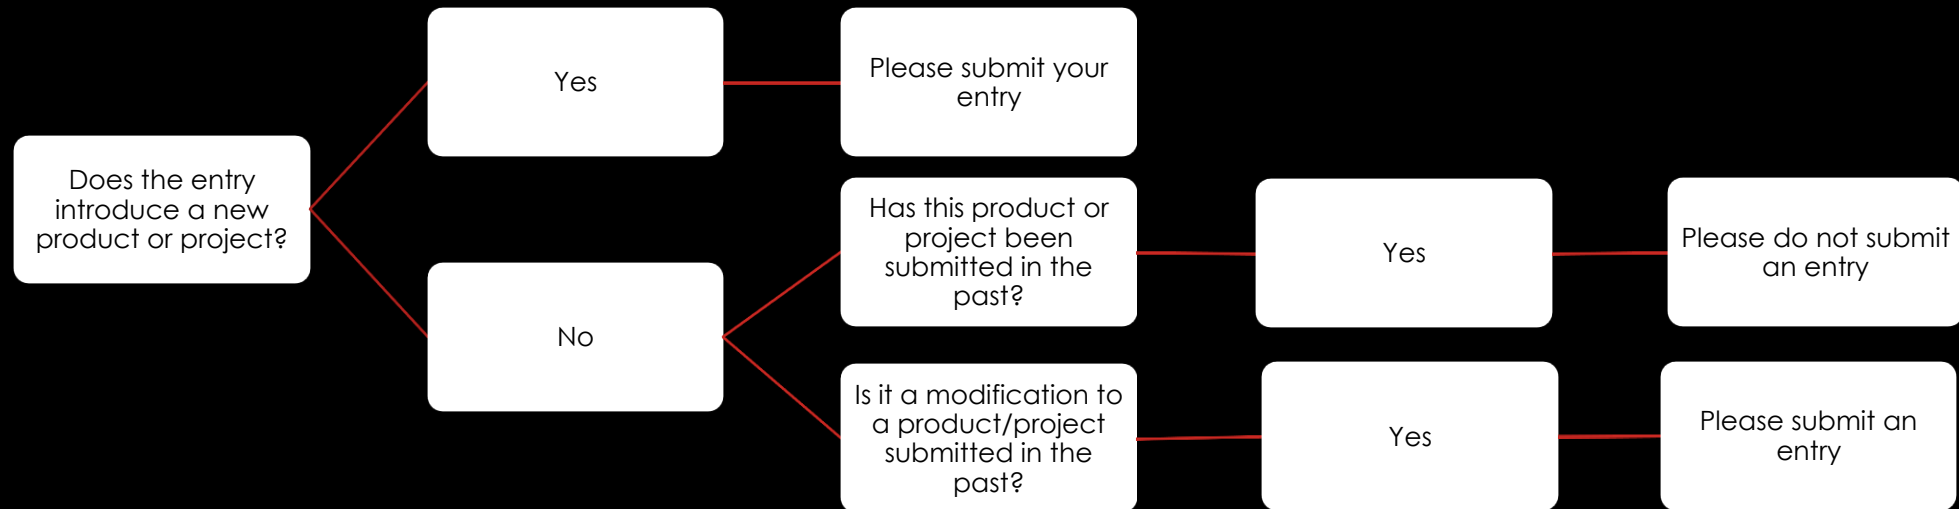 Does the entry
introduce a new
product or project?
Yes
Please submit your
entry
No
Has this product or
project been
submitted in the
past?
Yes
Please do not submit
an entry
Is it a modification to
a product/project
submitted in the
past?
Yes
Please submit an
entry